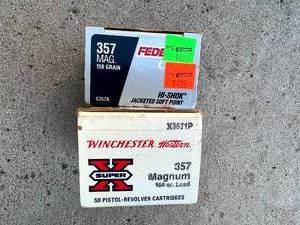 357
MAG.
158 GRAIN
FEDE
C357A
HI-SHOK
JACKETED SOFT POINT
X3571P
WINCHESTER Western
SUPER X
357
Magnum
158 gr. Lead
50 PISTOL-REVOLVER CARTRIDGES